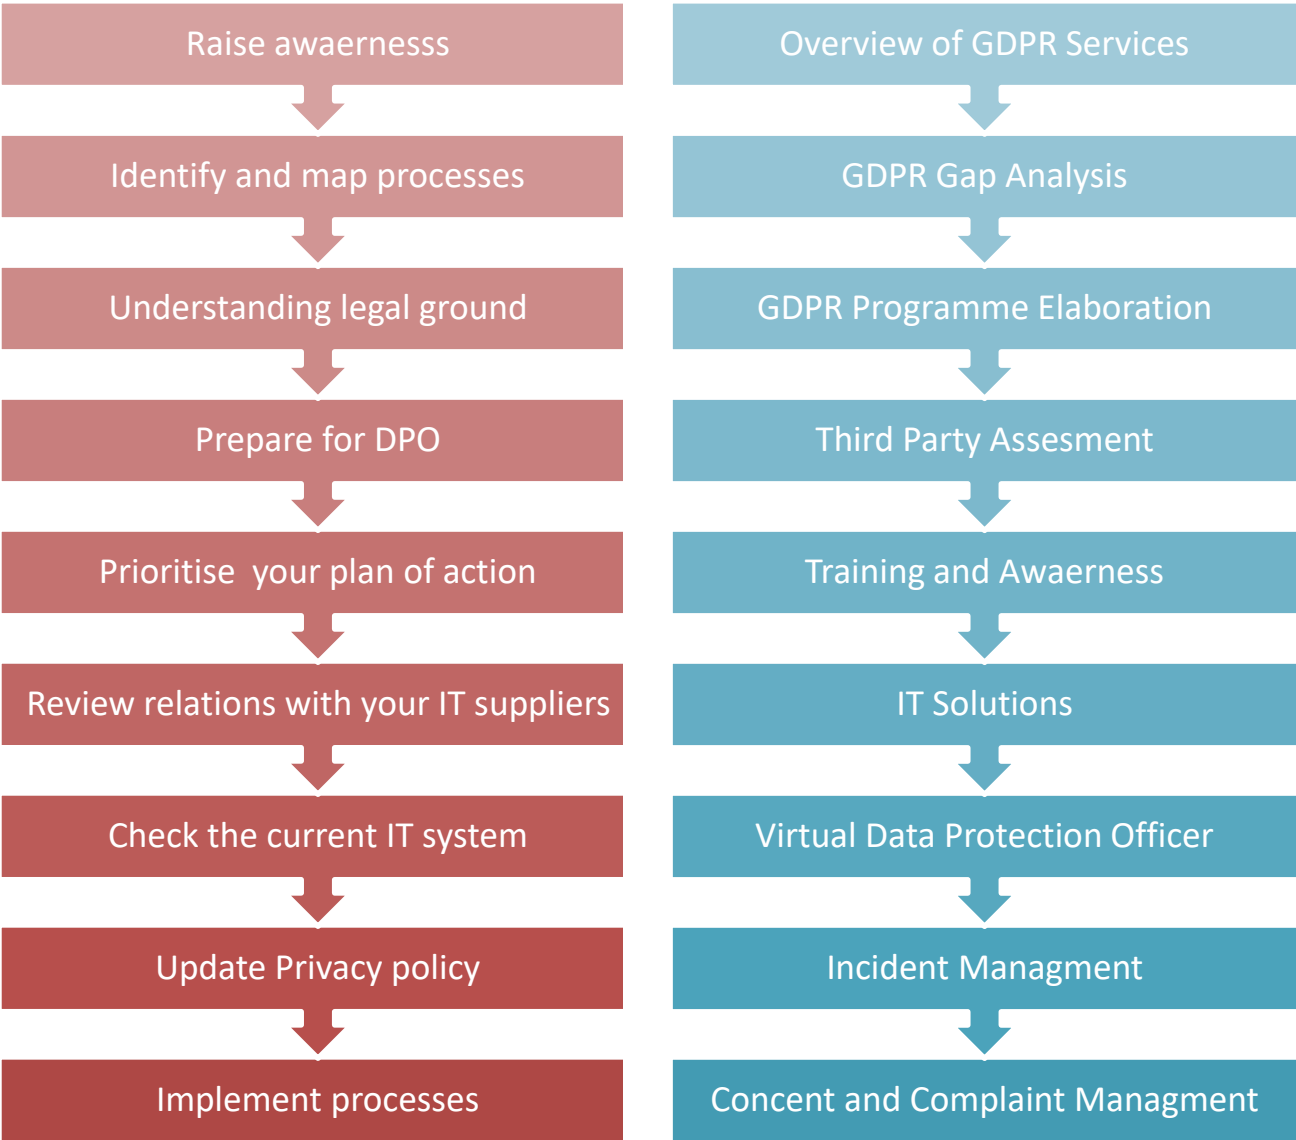 Raise awaernesss
Identify and map processes
Understanding legal ground
Prepare for DPO
Prioritise  your plan of action
Review relations with your IT suppliers
Check the current IT system
Update Privacy policy
Implement processes
Overview of GDPR Services
GDPR Gap Analysis
GDPR Programme Elaboration
Third Party Assesment
Training and Awaerness
IT Solutions
Virtual Data Protection Officer
Incident Managment
Concent and Complaint Managment